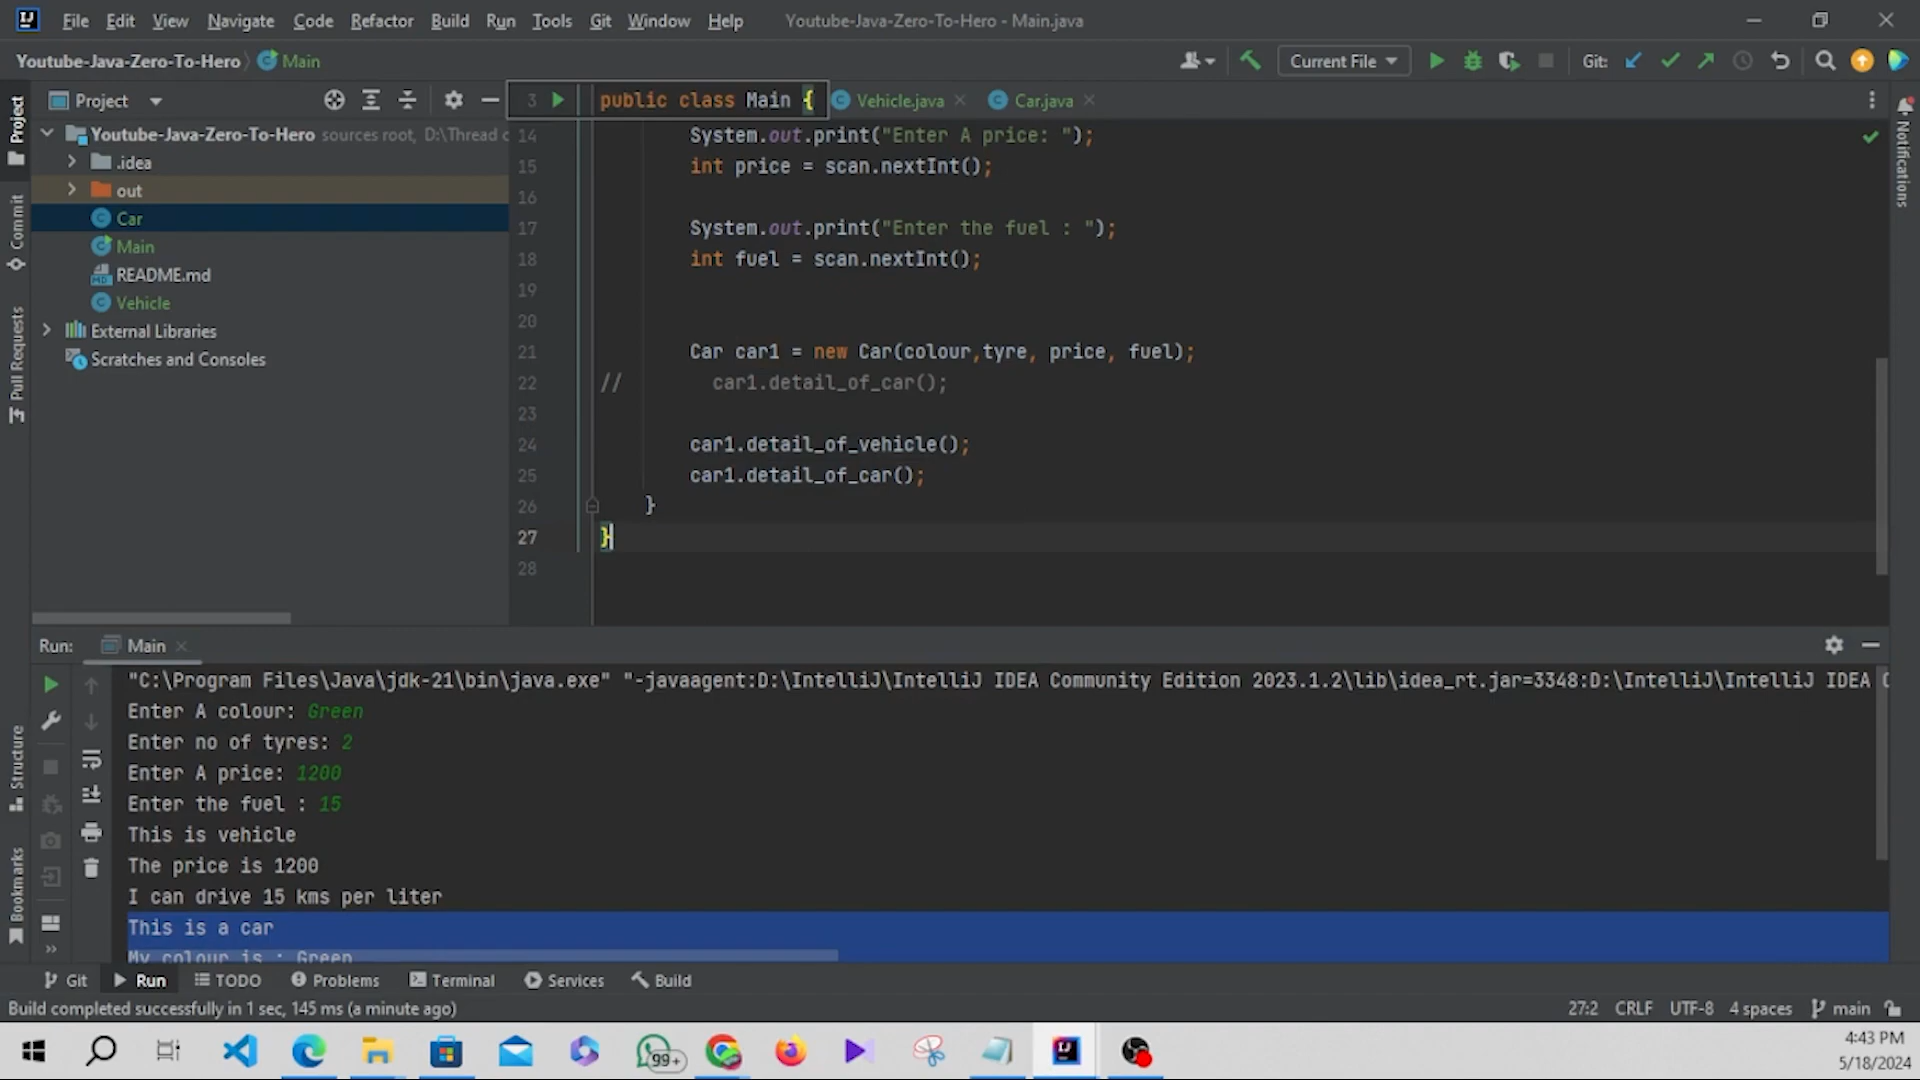 File Edit View Navigate Code Refactor Build Run Tools Git Window Help Youtube-Java-Zero-To-Hero - Main.java
Youtube-Java-Zero-To-Hero Main
Current File Git:
Project
3 public class Main { Vehicle.java Car.java
Youtube-Java-Zero-To-Hero sources root, D:\Thread
.idea
out
Car
Main
README.md
Vehicle
External Libraries
Scratches and Consoles
14 System.out.print("Enter A price: ");
15 int price = scan.nextInt();
16
17 System.out.print("Enter the fuel : ");
18 int fuel = scan.nextInt();
19
20
21 Car car1 = new Car(colour,tyre, price, fuel);
22 // car1.detail_of_car();
23
24 car1.detail_of_vehicle();
25 car1.detail_of_car();
26 }
27 }
28
Project
Commit
Pull Requests
Structure
Bookmarks
Notifications
Run: Main
"C:\Program Files\Java\jdk-21\bin\java.exe" "-javaagent:D:\IntelliJ\IntelliJ IDEA Community Edition 2023.1.2\lib\idea_rt.jar=3348:D:\IntelliJ\IntelliJ IDEA
Enter A colour: Green
Enter no of tyres: 2
Enter A price: 1200
Enter the fuel : 15
This is vehicle
The price is 1200
I can drive 15 kms per liter
This is a car
My colour is : Green
Git Run TODO Problems Terminal Services Build
Build completed successfully in 1 sec, 145 ms (a minute ago)
27:2 CRLF UTF-8 4 spaces main
99+
4:43 PM
5/18/2024